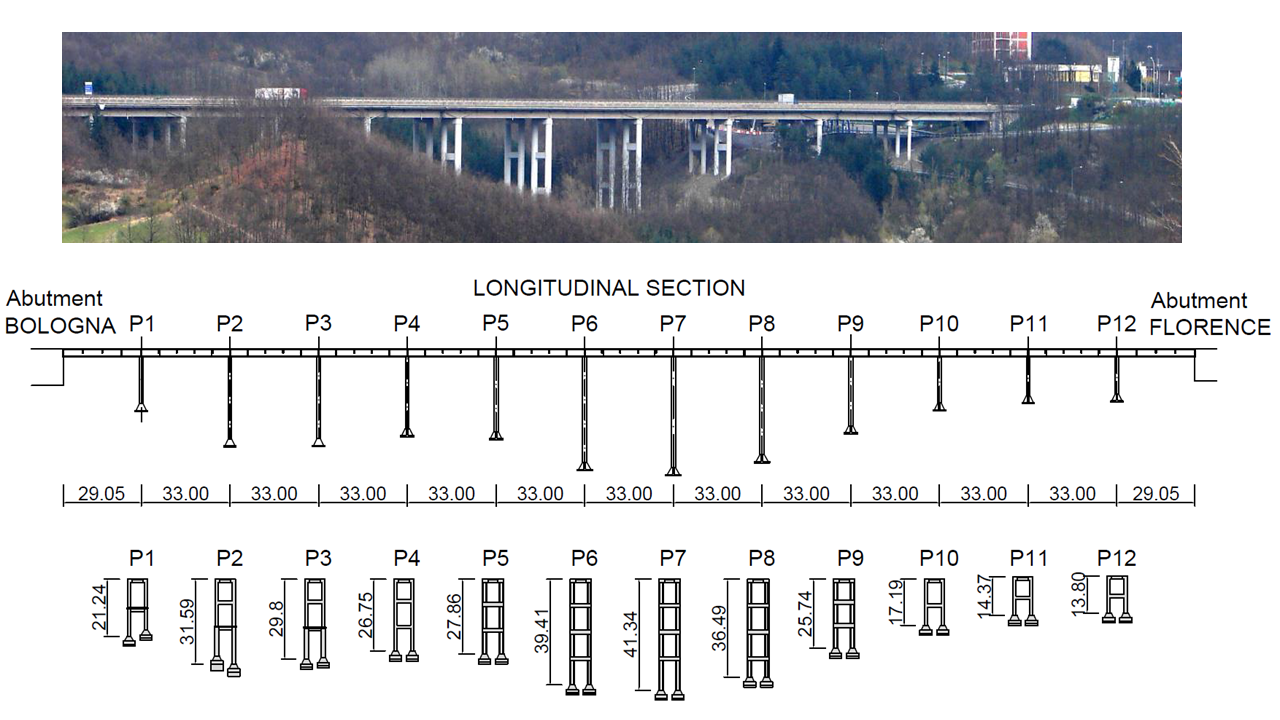 LONGITUDINAL SECTION
Abutment
BOLOGNA P1 P2 P3 P4 P5 P6 P7 P8 P9 P10 P11 P12
Abutment
FLORENCE
29.05 33.00 33.00 33.00 33.00 33.00 33.00 33.00 33.00 33.00 33.00 33.00 29.05
P1 P2 P3 P4 P5 P6 P7 P8 P9 P10 P11 P12
21.24 31.59 29.8 26.75 27.86 39.41 41.34 36.49 25.74 17.19 14.37 13.80